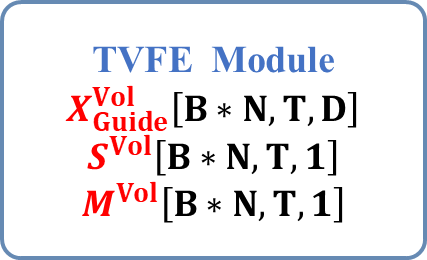 TVFE Module
X^Vol_Guide[B * N, T, D]
S^Vol[B * N, T, 1]
M^Vol[B * N, T, 1]